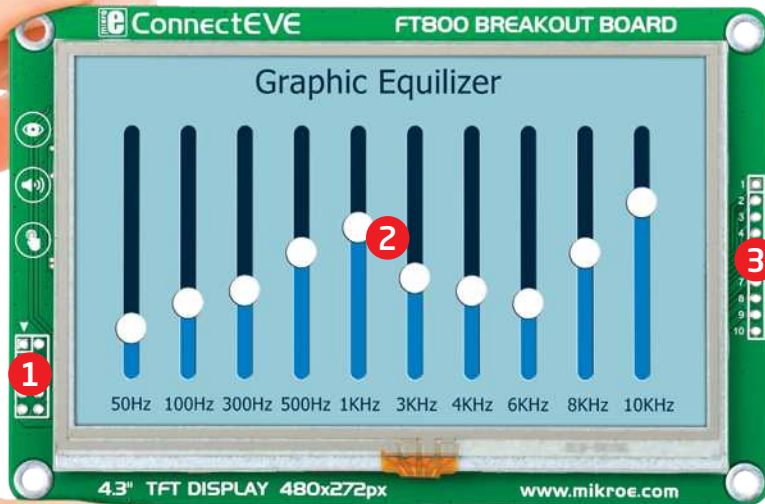 mikro e ConnectEVE FT800 BREAKOUT BOARD
Graphic Equilizer
1
2
3
4
7
8
9
10
2
3
1
50Hz 100Hz 300Hz 500Hz 1KHz 3KHz 4KHz 6KHz 8KHz 10KHz
4.3" TFT DISPLAY 480x272px www.mikroe.com